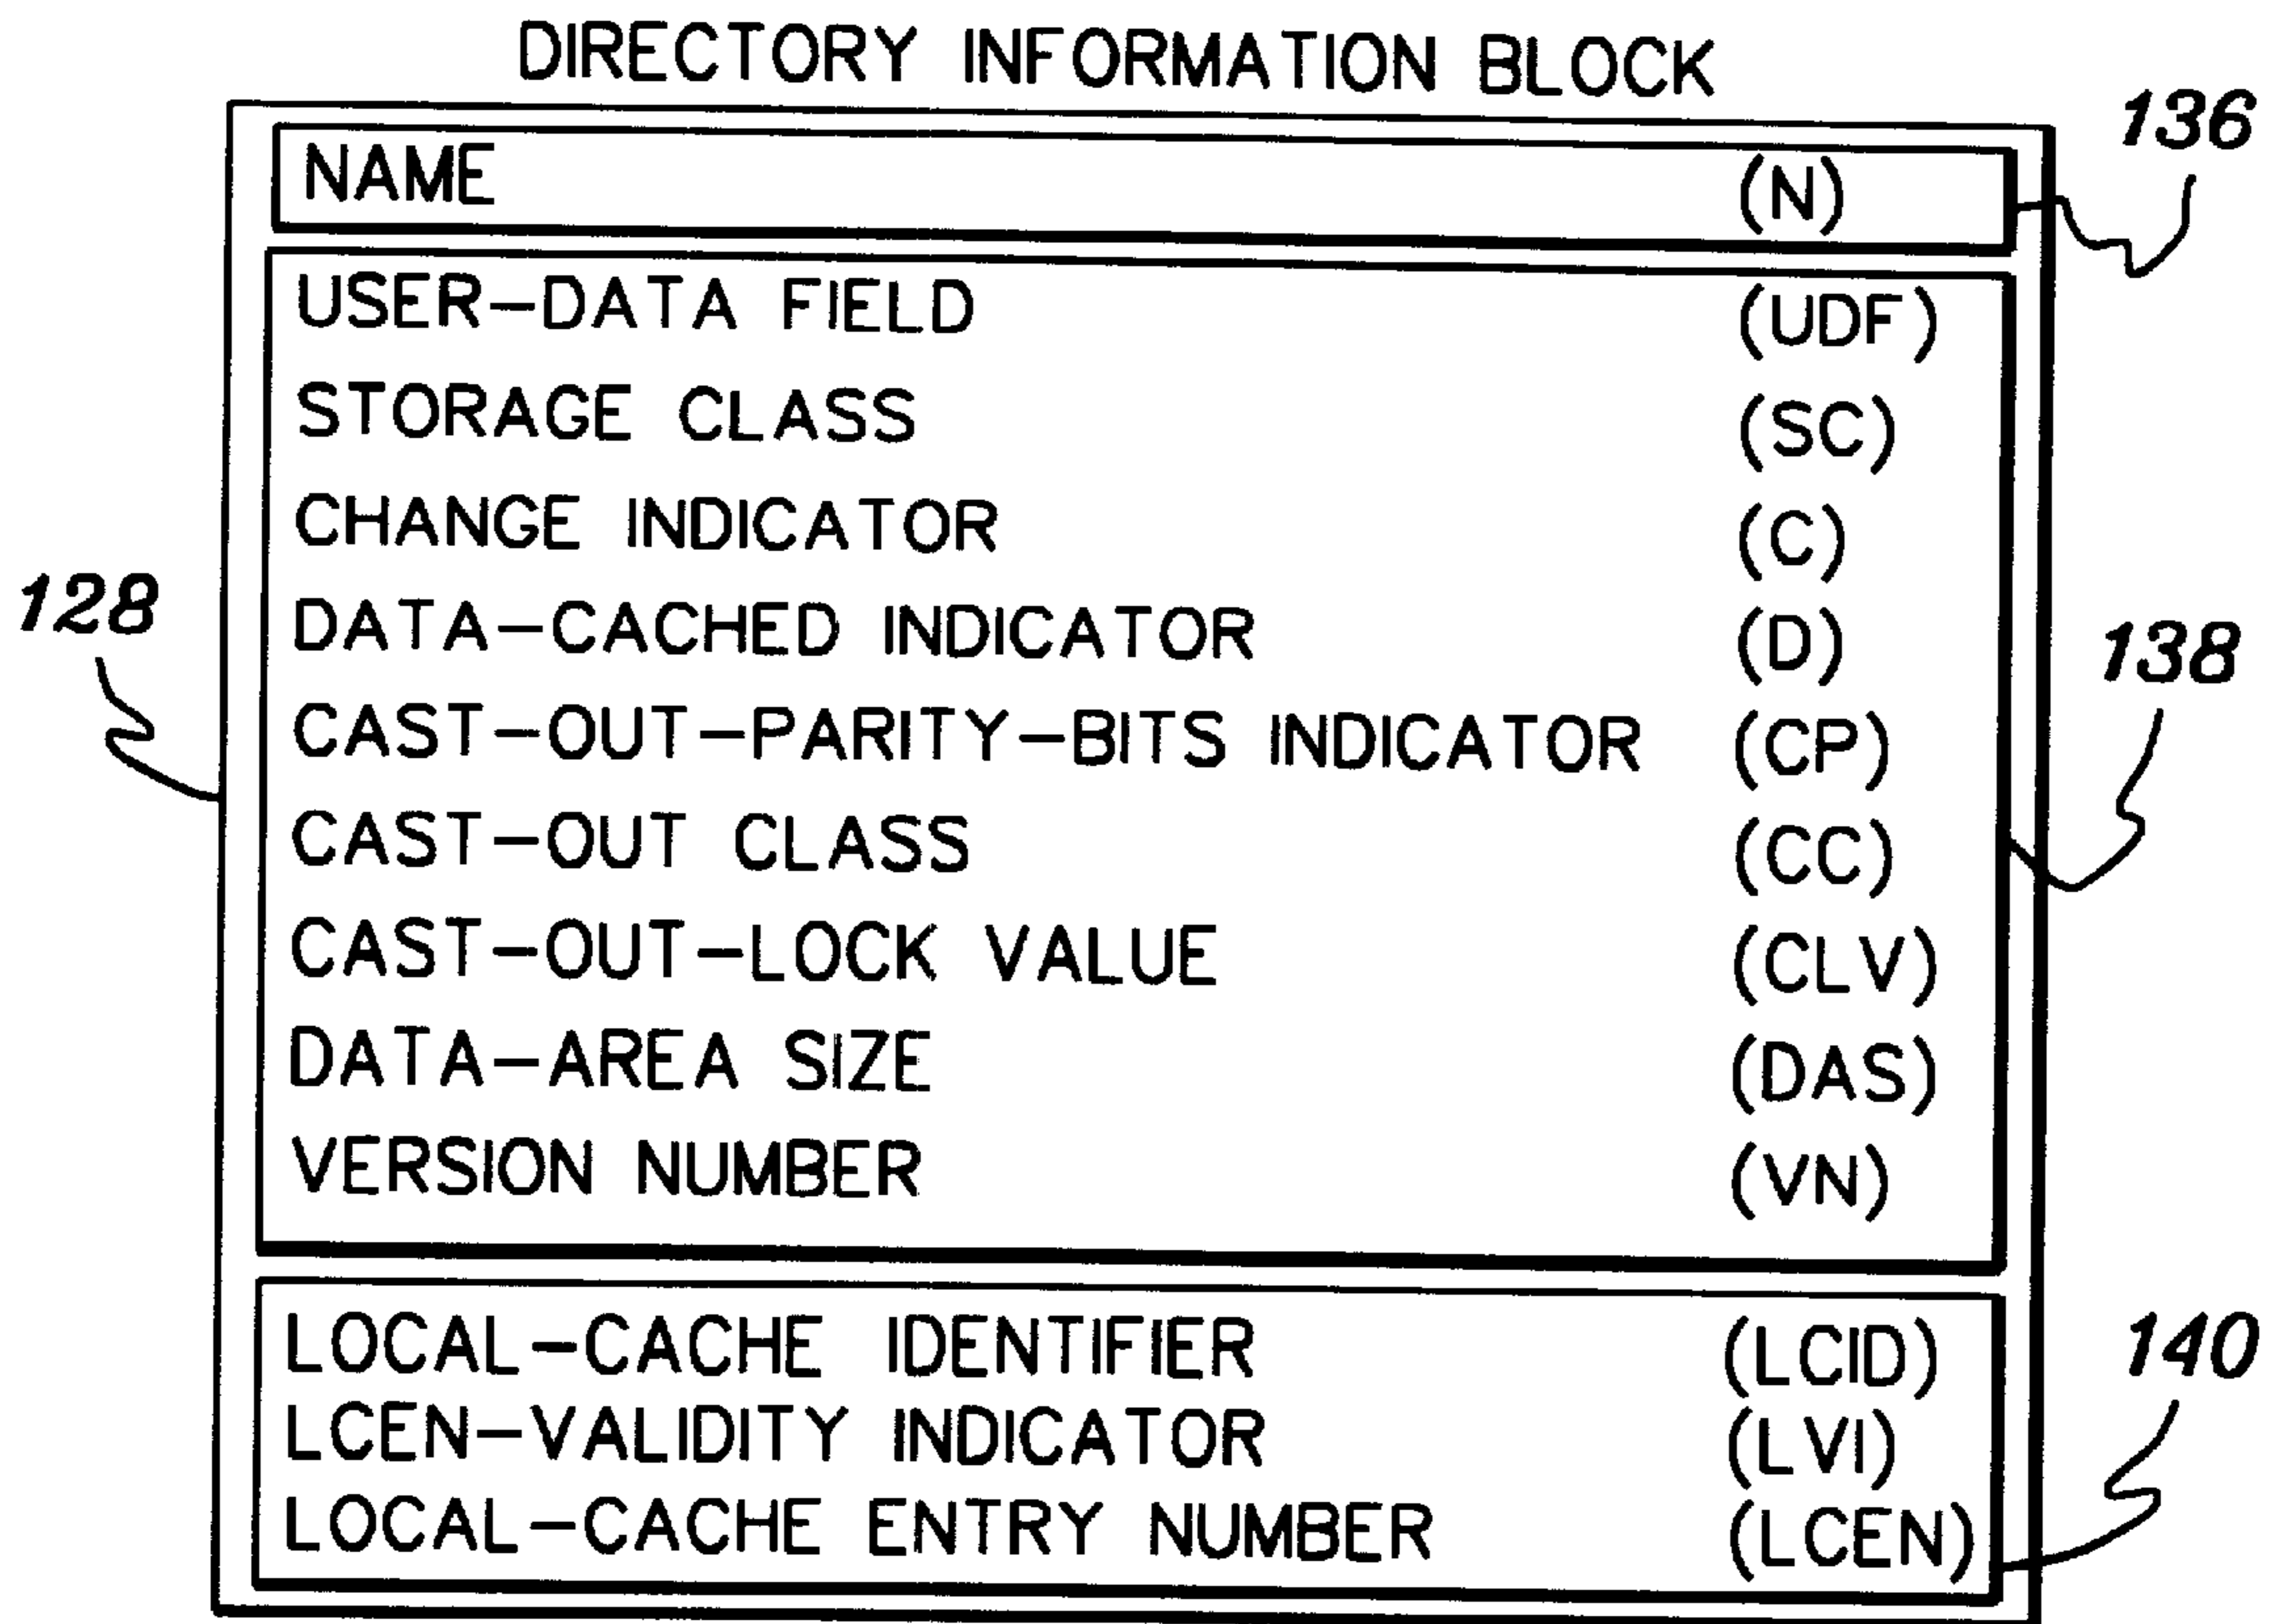 DIRECTORY INFORMATION BLOCK
136
NAME (N)
USER-DATA FIELD (UDF)
STORAGE CLASS (SC)
CHANGE INDICATOR (C)
128
DATA-CACHED INDICATOR (D)
138
CAST-OUT-PARITY-BITS INDICATOR (CP)
CAST-OUT CLASS (CC)
CAST-OUT-LOCK VALUE (CLV)
DATA-AREA SIZE (DAS)
VERSION NUMBER (VN)
LOCAL-CACHE IDENTIFIER (LCID)
140
LCEN-VALIDITY INDICATOR (LVI)
LOCAL-CACHE ENTRY NUMBER (LCEN)